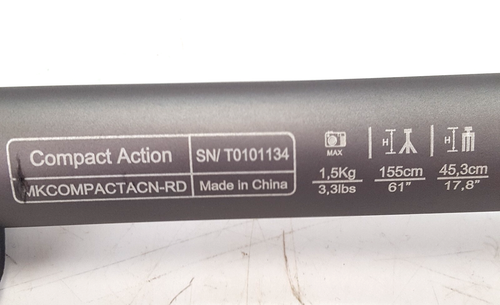 Compact Action
SN/ T0101134
MKCOMPACTACN-RD
Made in China
MAX
1,5Kg
3,3lbs
H
155cm
61”
H
45,3cm
17,8”